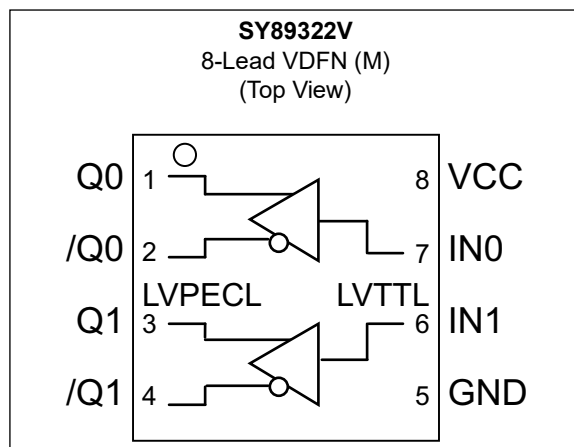 SY89322V
8-Lead VDFN (M)
(Top View)
Q0 1 8 VCC
/Q0 2 7 IN0
LVPECL LVTTL
Q1 3 6 IN1
/Q1 4 5 GND